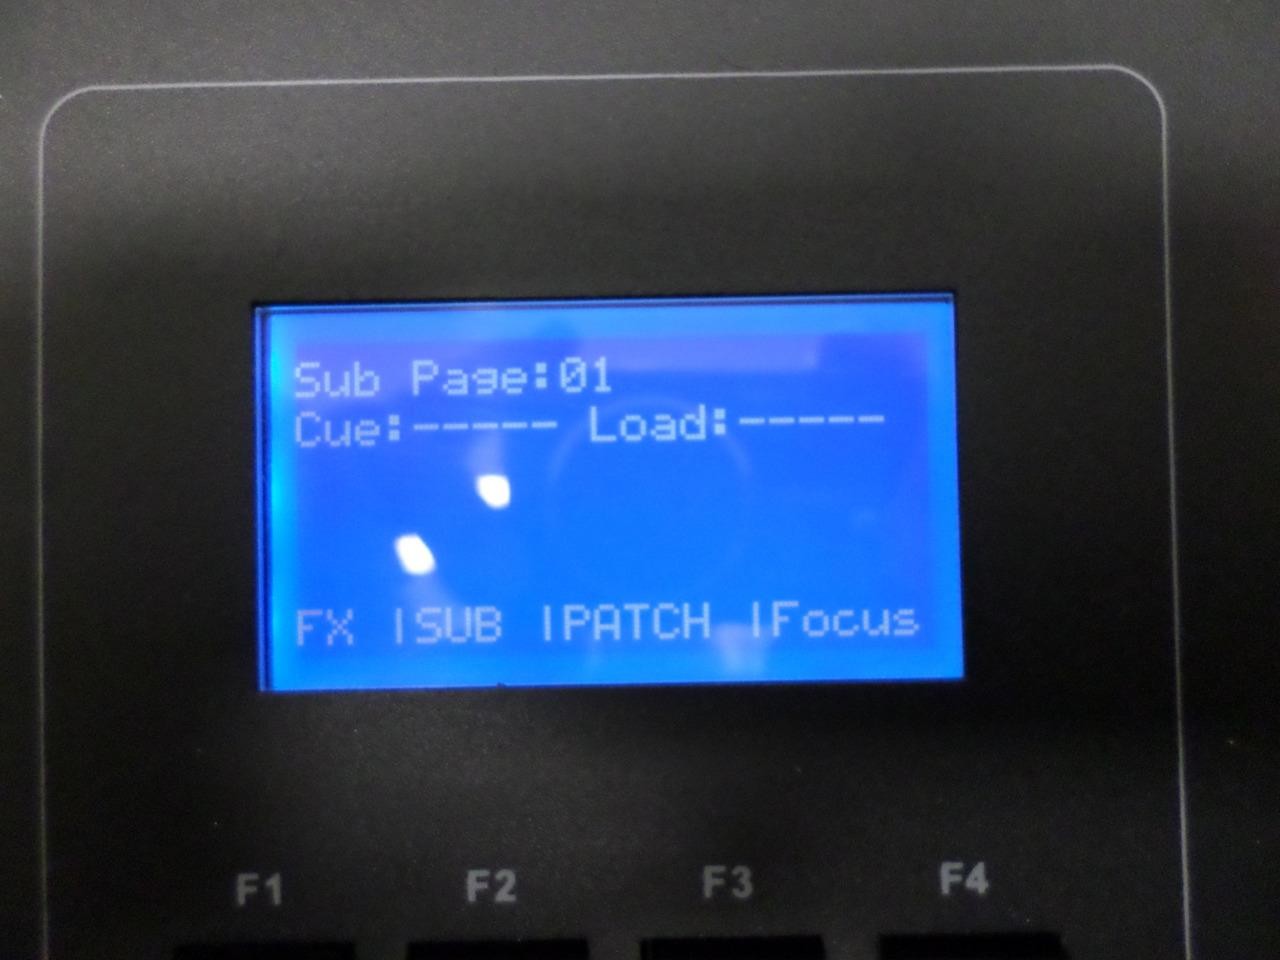 Sub Page:01
Cue:----- Load:-----
FX |SUB |PATCH |Focus
F1 F2 F3 F4